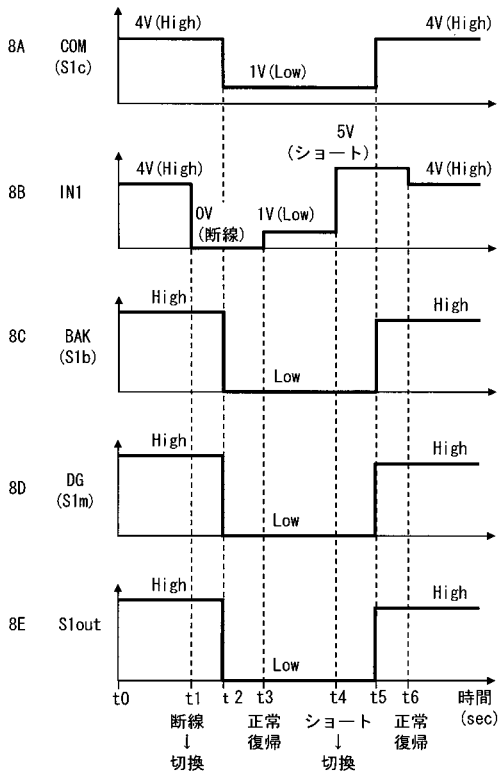 8A COM (S1c)
4V(High)
1V(Low)
4V(High)
8B IN1
4V(High)
0V
(断線)
1V(Low)
5V
(ショート)
4V(High)
8C BAK (S1b)
High
Low
High
8D DG (S1m)
High
Low
High
8E S1out
High
Low
High
t0 t1 t2 t3 t4 t5 t6 時間 (sec)
断線 ↓ 切換
正常 復帰
ショート ↓ 切換
正常 復帰